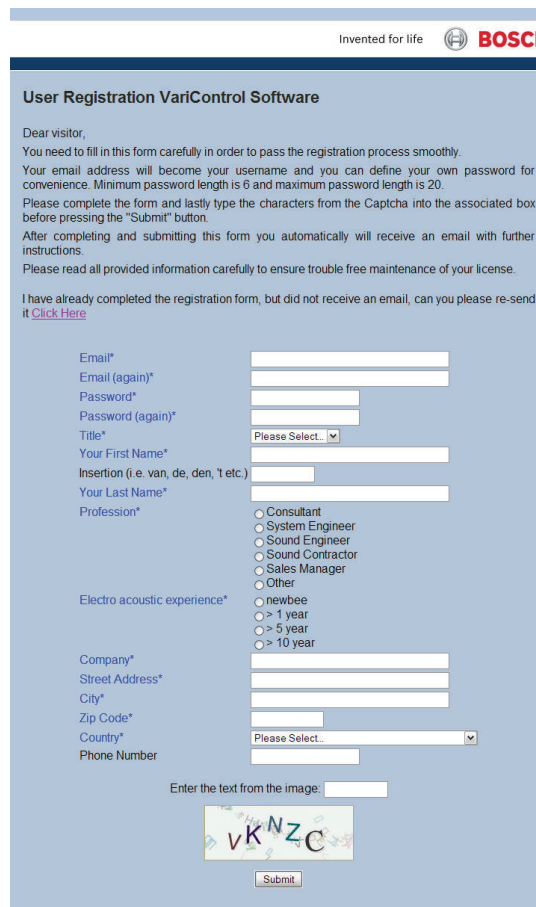 Invented for life BOSCH
User Registration VariControl Software
Dear visitor,
You need to fill in this form carefully in order to pass the registration process smoothly.
Your email address will become your username and you can define your own password for
convenience. Minimum password length is 6 and maximum password length is 20.
Please complete the form and lastly type the characters from the Captcha into the associated box
before pressing the "Submit" button.
After completing and submitting this form you automatically will receive an email with further
instructions.
Please read all provided information carefully to ensure trouble free maintenance of your license.
I have already completed the registration form, but did not receive an email, can you please re-send
it Click Here
Email*
Email (again)*
Password*
Password (again)*
Title* Please Select...
Your First Name*
Insertion (i.e. van, de, den, 't etc.)
Your Last Name*
Profession* Consultant
System Engineer
Sound Engineer
Sound Contractor
Sales Manager
Other
Electro acoustic experience* newbee
> 1 year
> 5 year
> 10 year
Company*
Street Address*
City*
Zip Code*
Country* Please Select...
Phone Number
Enter the text from the image:
VKNZC
Submit